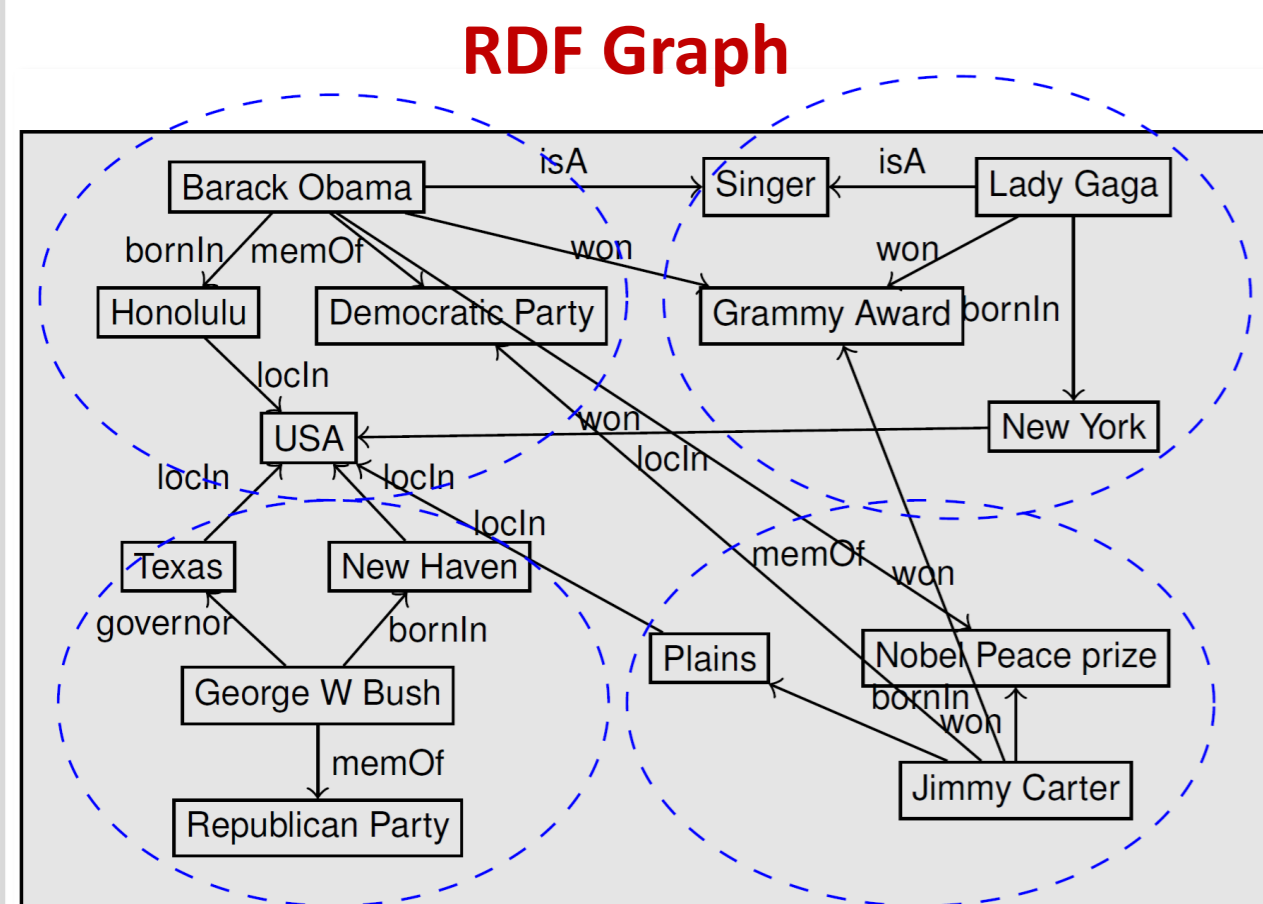 RDF Graph
isA
isA
Barack Obama
Singer
Lady Gaga
bornIn
memOf
won
won
Honolulu
Democratic Party
Grammy Award
bornIn
locIn
won
USA
New York
locIn
locIn
locIn
locIn
memOf
won
Texas
New Haven
governor
bornIn
Plains
Nobel Peace prize
George W Bush
bornIn
won
memOf
Jimmy Carter
Republican Party